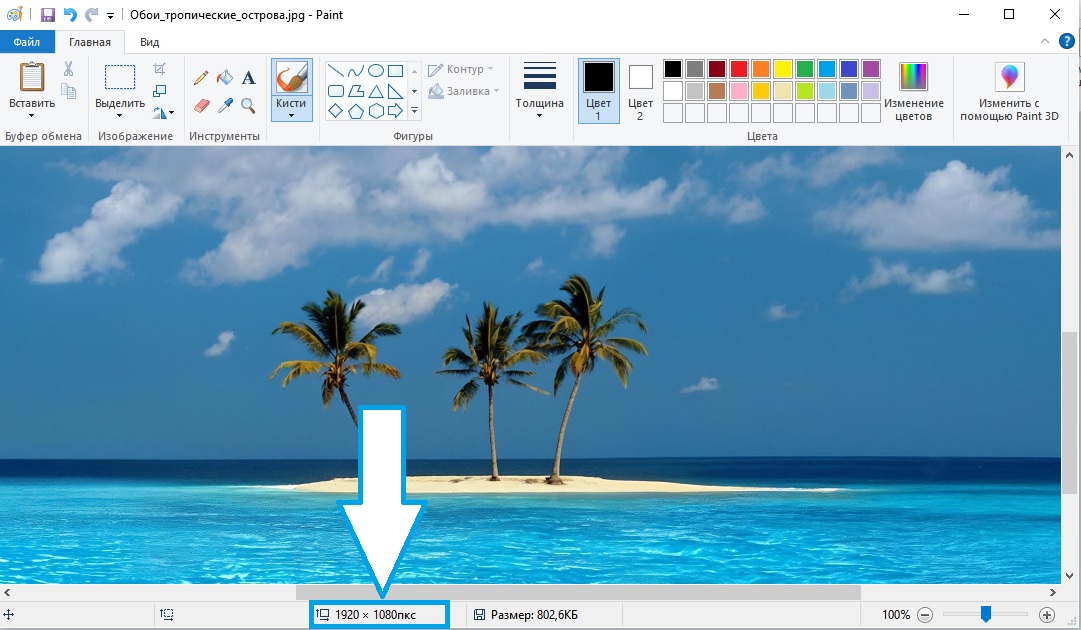 Обои_тропические_острова.jpg - Paint
Файл Главная Вид
?
Вставить
Буфер обмена
Выделить
Изображение
A
Инструменты
Кисти
Контур
Заливка
Фигуры
Толщина
Цвет 1
Цвет 2
Изменение цветов
Цвета
Изменить с помощью Paint 3D
1920 × 1080пкс
Размер: 802,6КБ
100%